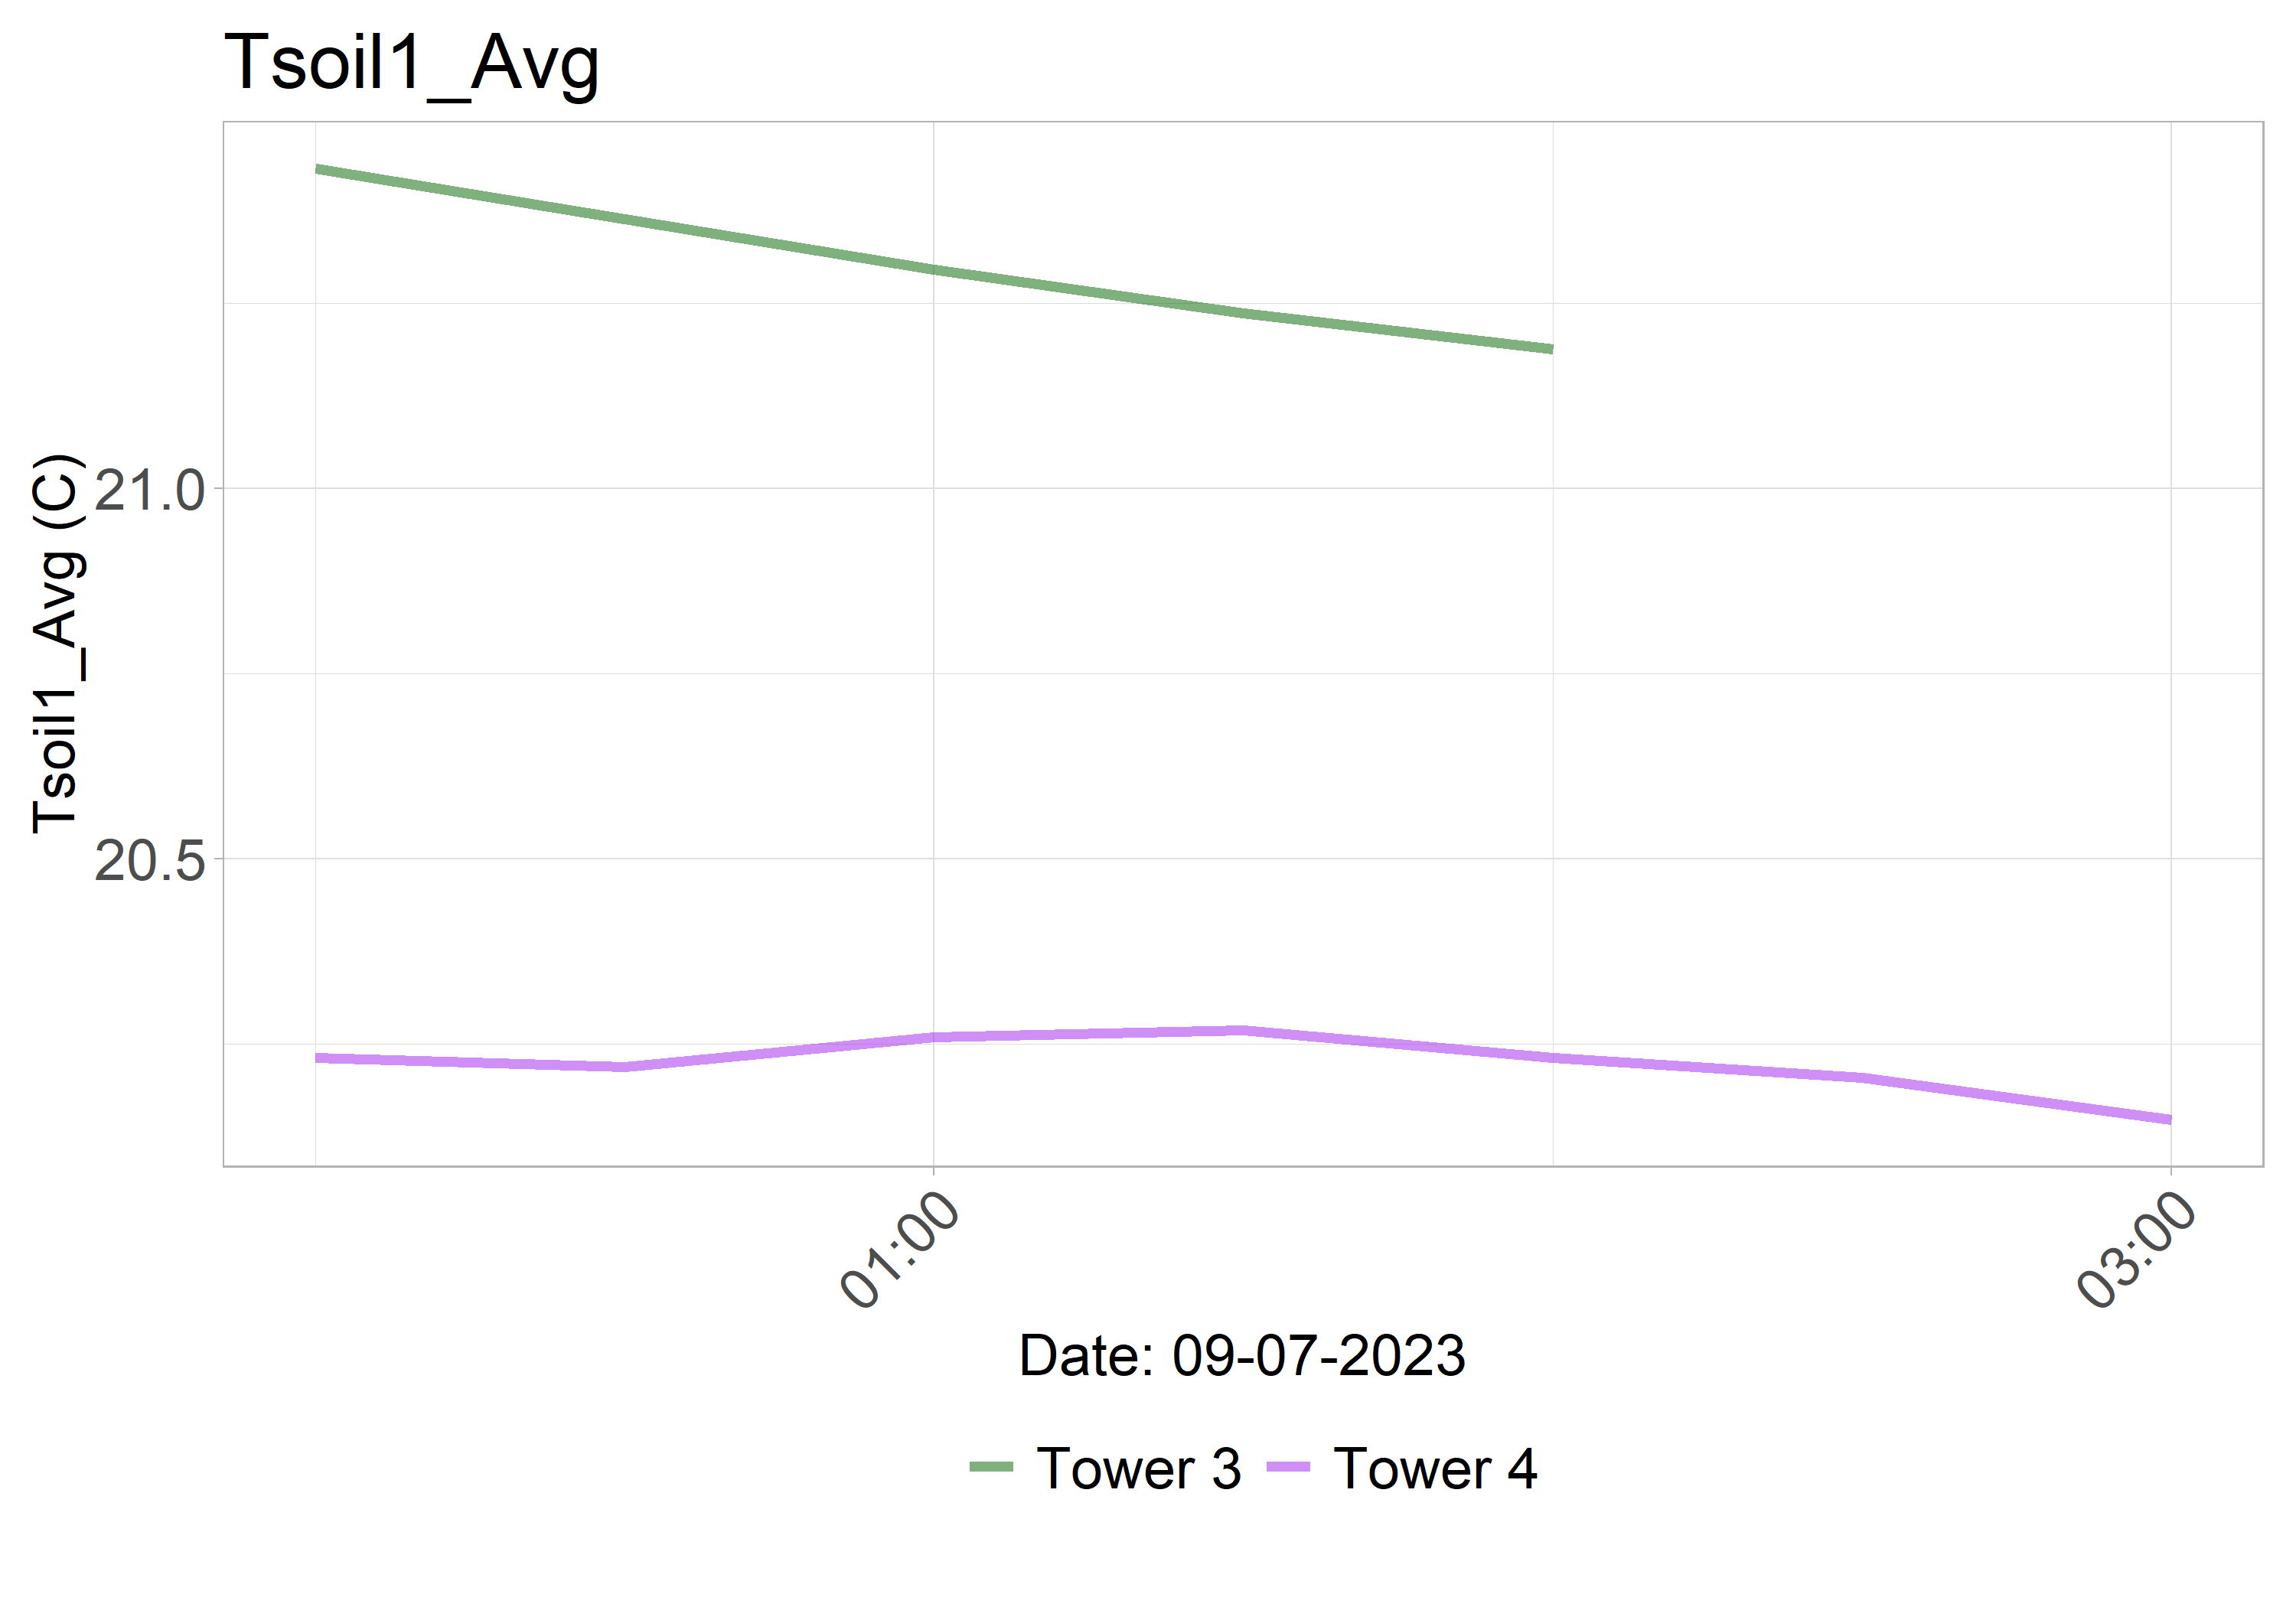 Tsoil1_Avg
Tsoil1_Avg (C)
21.0
20.5
01:00
03:00
Date: 09-07-2023
Tower 3
Tower 4